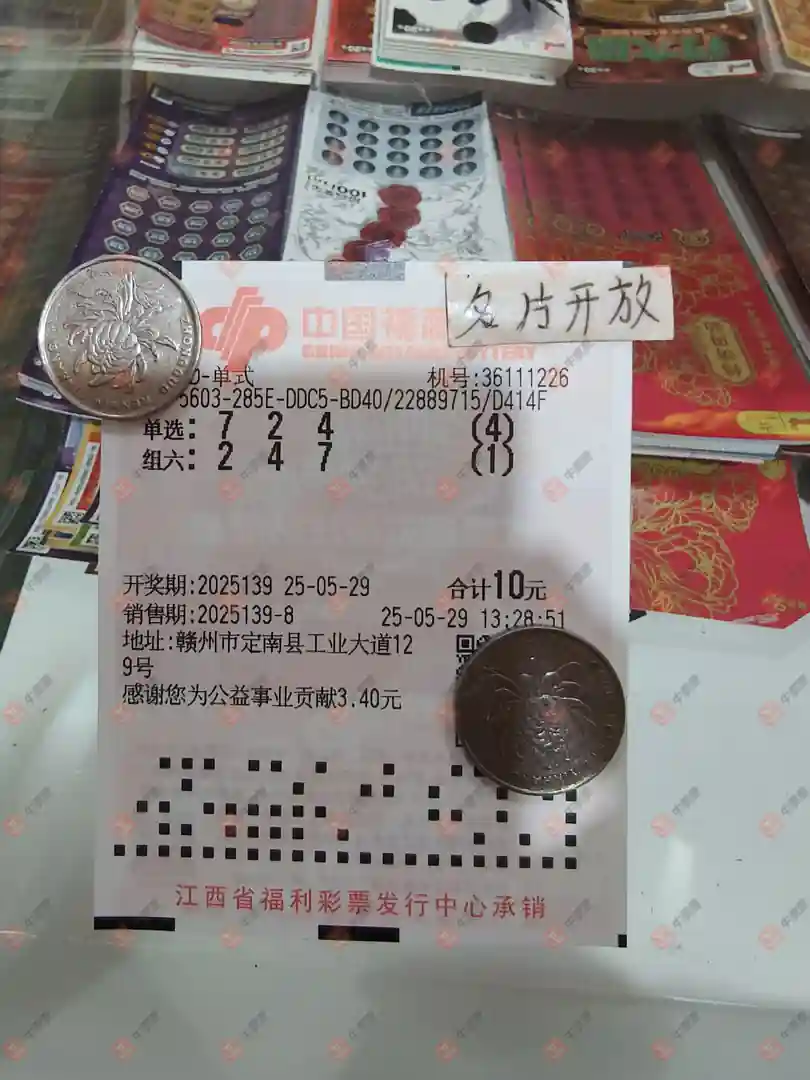 中国福
名片开放
D-单式 机号:36111226
5603-285E-DDC5-BD40/22889715/D414F
单选: 7 2 4 (4)
组六: 2 4 7 (1)
开奖期:2025139 25-05-29 合计10元
销售期:2025139-8 25-05-29 13:28:51
地址:赣州市定南县工业大道12
9号
感谢您为公益事业贡献3.40元
江西省福利彩票发行中心承销